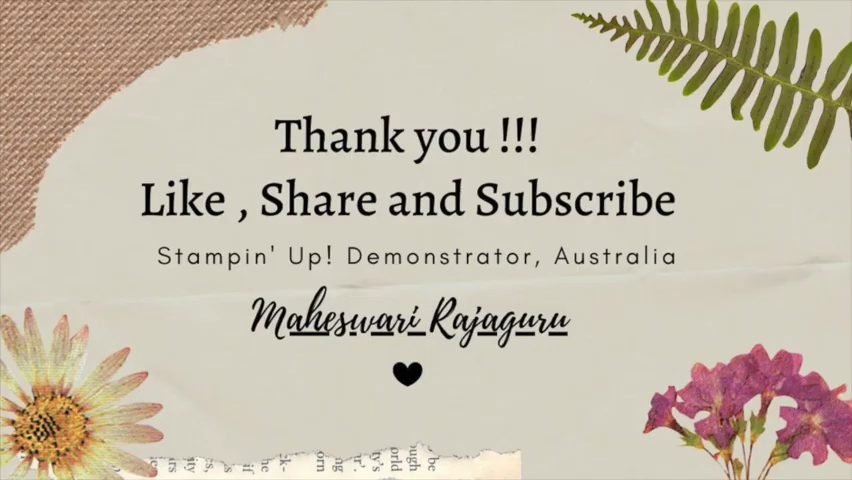 Thank you !!!
Like , Share and Subscribe
Stampin' Up! Demonstrator, Australia
Maheswari Rajaguru